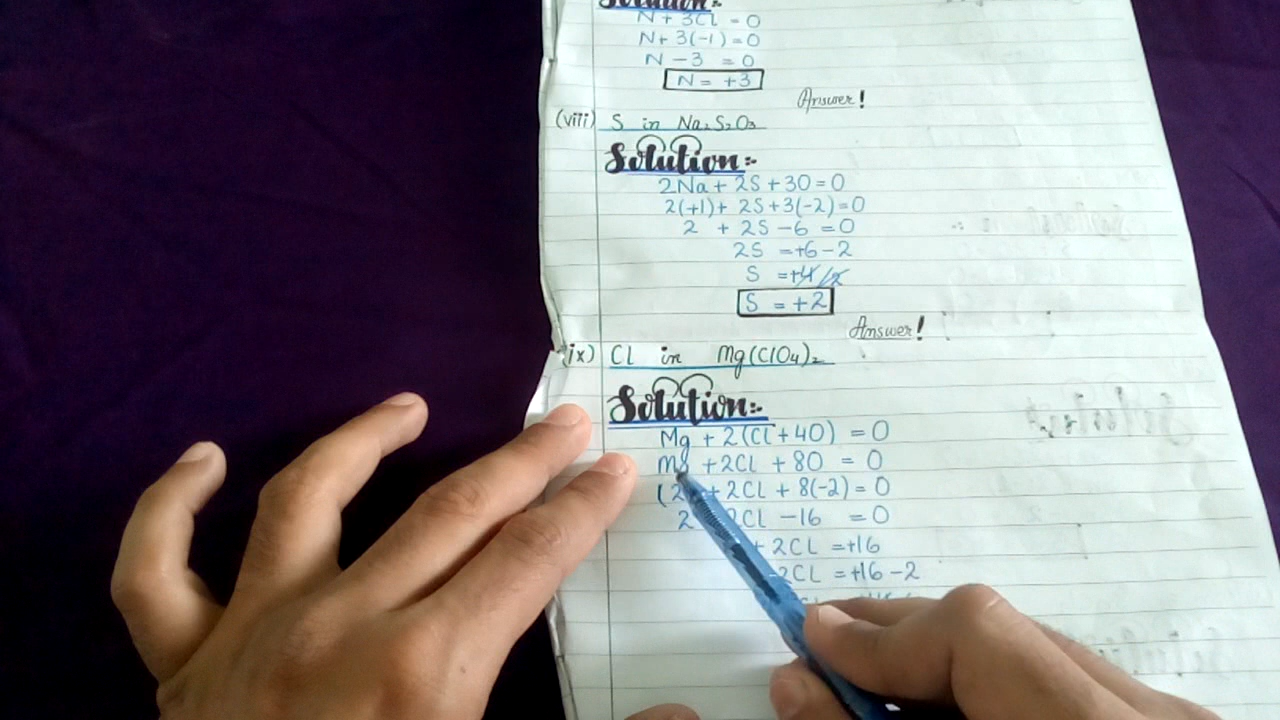 Solution:-
N + 3Cl = 0
N + 3(-1) = 0
N - 3 = 0
N = +3
Answer!
(viii) S in Na₂S₂O₃
Solution:-
2Na + 2S + 3O = 0
2(+1) + 2S + 3(-2) = 0
2 + 2S - 6 = 0
2S = +6 - 2
S = +4/2
S = +2
Answer!
(ix) Cl in Mg(ClO₄)₂
Solution:-
Mg + 2(Cl + 4O) = 0
Mg + 2Cl + 8O = 0
(2 + 2Cl + 8(-2) = 0
2 2Cl - 16 = 0
+ 2Cl = +16
2Cl = +16 - 2